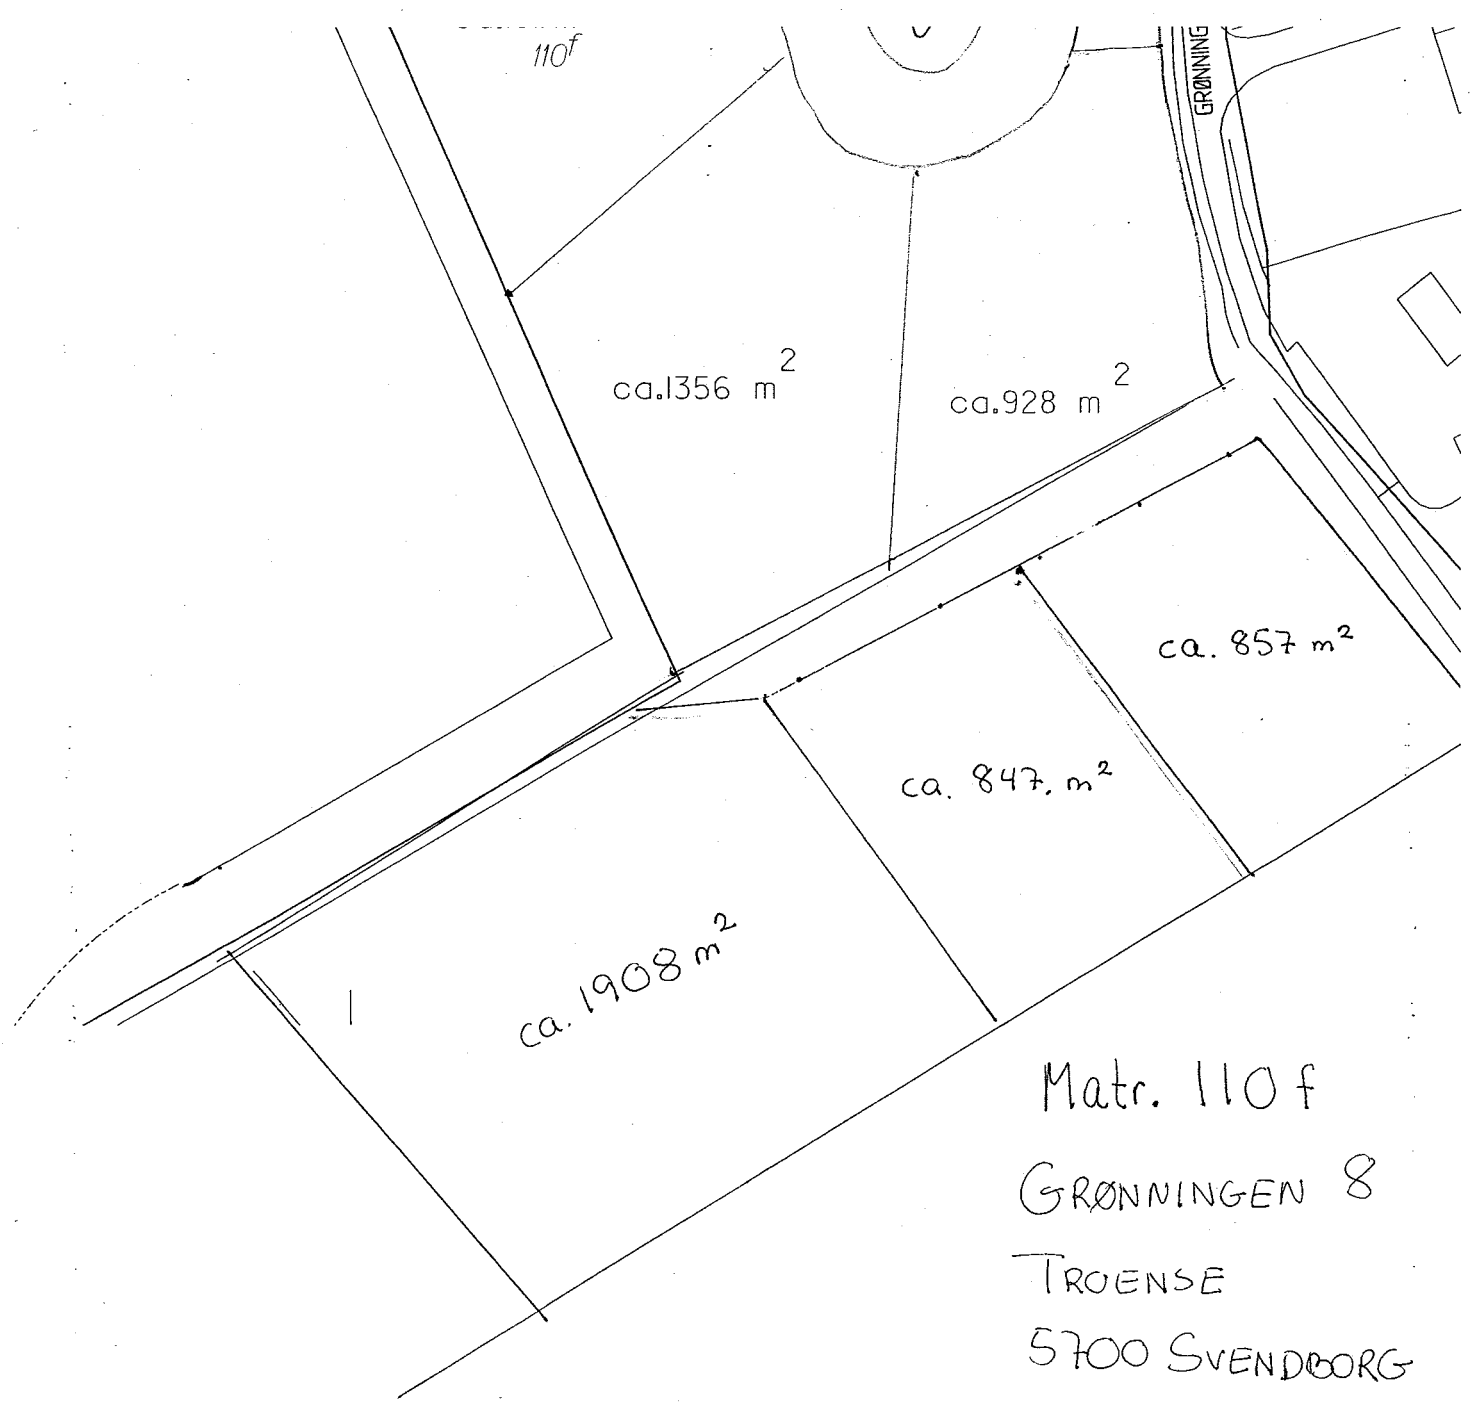 110f
GRØNNING
ca.1356 m2
ca.928 m2
ca. 857 m2
ca. 847. m2
ca. 1908 m2
Matr. 110 f
GRØNNINGEN 8
TROENSE
5700 SVENDBORG